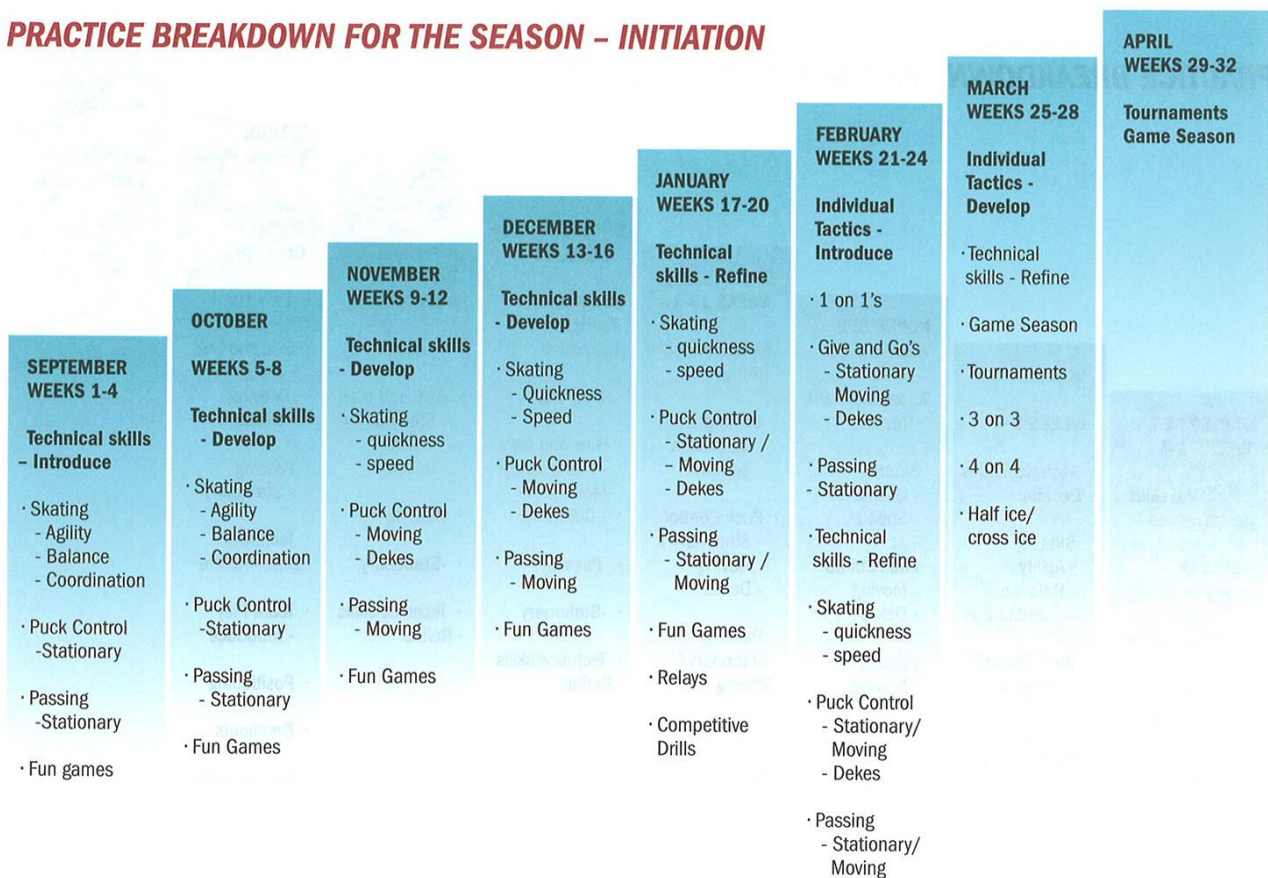 PRACTICE BREAKDOWN FOR THE SEASON – INITIATION
SEPTEMBER
WEEKS 1-4
Technical skills
– Introduce
· Skating
- Agility
- Balance
- Coordination
· Puck Control
-Stationary
· Passing
-Stationary
· Fun games
OCTOBER
WEEKS 5-8
Technical skills
- Develop
· Skating
- Agility
- Balance
- Coordination
· Puck Control
-Stationary
· Passing
- Stationary
· Fun Games
NOVEMBER
WEEKS 9-12
Technical skills
- Develop
· Skating
- quickness
- speed
· Puck Control
- Moving
- Dekes
· Passing
- Moving
· Fun Games
DECEMBER
WEEKS 13-16
Technical skills
- Develop
· Skating
- Quickness
- Speed
· Puck Control
- Moving
- Dekes
· Passing
- Moving
· Fun Games
JANUARY
WEEKS 17-20
Technical
skills - Refine
· Skating
- quickness
- speed
· Puck Control
- Stationary /
- Moving
- Dekes
· Passing
- Stationary /
Moving
· Fun Games
· Relays
· Competitive
Drills
FEBRUARY
WEEKS 21-24
Individual
Tactics -
Introduce
· 1 on 1's
· Give and Go's
- Stationary
Moving
- Dekes
· Passing
- Stationary
· Technical
skills - Refine
· Skating
- quickness
- speed
· Puck Control
- Stationary/
Moving
- Dekes
· Passing
- Stationary/
Moving
MARCH
WEEKS 25-28
Individual
Tactics -
Develop
· Technical
skills - Refine
· Game Season
· Tournaments
· 3 on 3
· 4 on 4
· Half ice/
cross ice
APRIL
WEEKS 29-32
Tournaments
Game Season